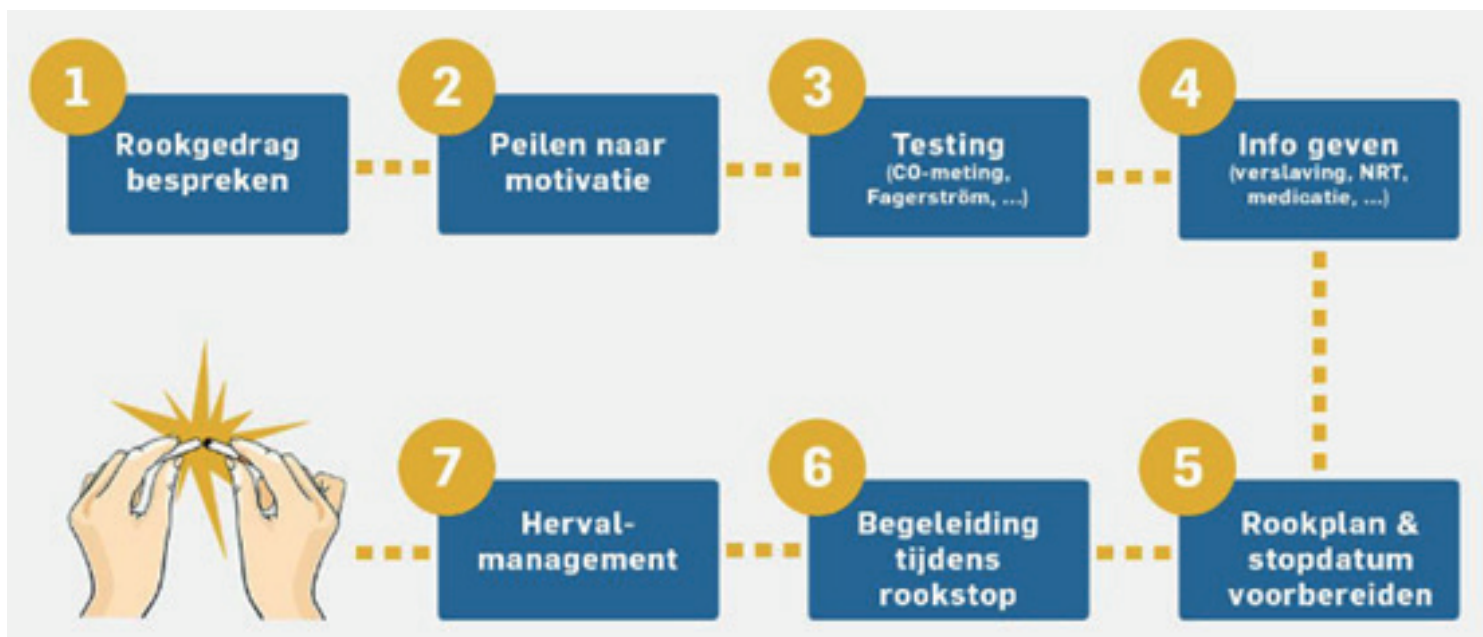 1
Rookgedrag
bespreken
2
Peilen naar
motivatie
3
Testing
(CO-meting,
Fagerström, ...)
4
Info geven
(verslaving, NRT,
medicatie, ...)
5
Rookplan &
stopdatum
voorbereiden
6
Begeleiding
tijdens
rookstop
7
Herval-
management